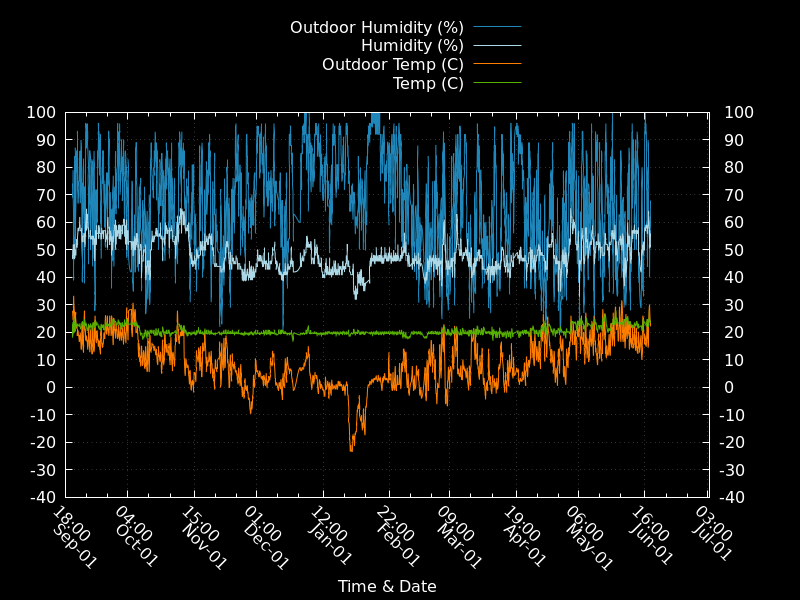 Outdoor Humidity (%)
Humidity (%)
Outdoor Temp (C)
Temp (C)
100 100
90 90
80 80
70 70
60 60
50 50
40 40
30 30
20 20
10 10
0 0
-10 -10
-20 -20
-30 -30
-40 -40
18:00 04:00 15:00 01:00 12:00 22:00 09:00 19:00 06:00 16:00 03:00
Sep-01 Oct-01 Nov-01 Dec-01 Jan-01 Feb-01 Mar-01 Apr-01 May-01 Jun-01 Jul-01
Time & Date